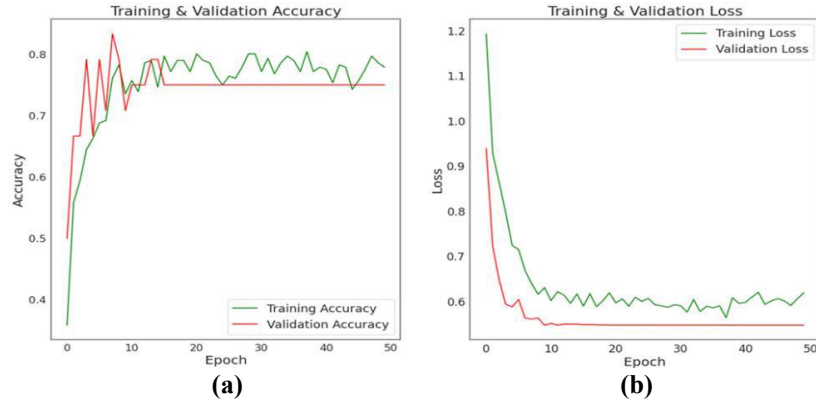 Training & Validation Accuracy
0.8
0.7
0.6
0.5
0.4
Accuracy
Training Accuracy
Validation Accuracy
0 10 20 30 40 50
Epoch
(a)
Training & Validation Loss
Training Loss
Validation Loss
1.2
1.1
1.0
0.9
0.8
0.7
0.6
Loss
0 10 20 30 40 50
Epoch
(b)